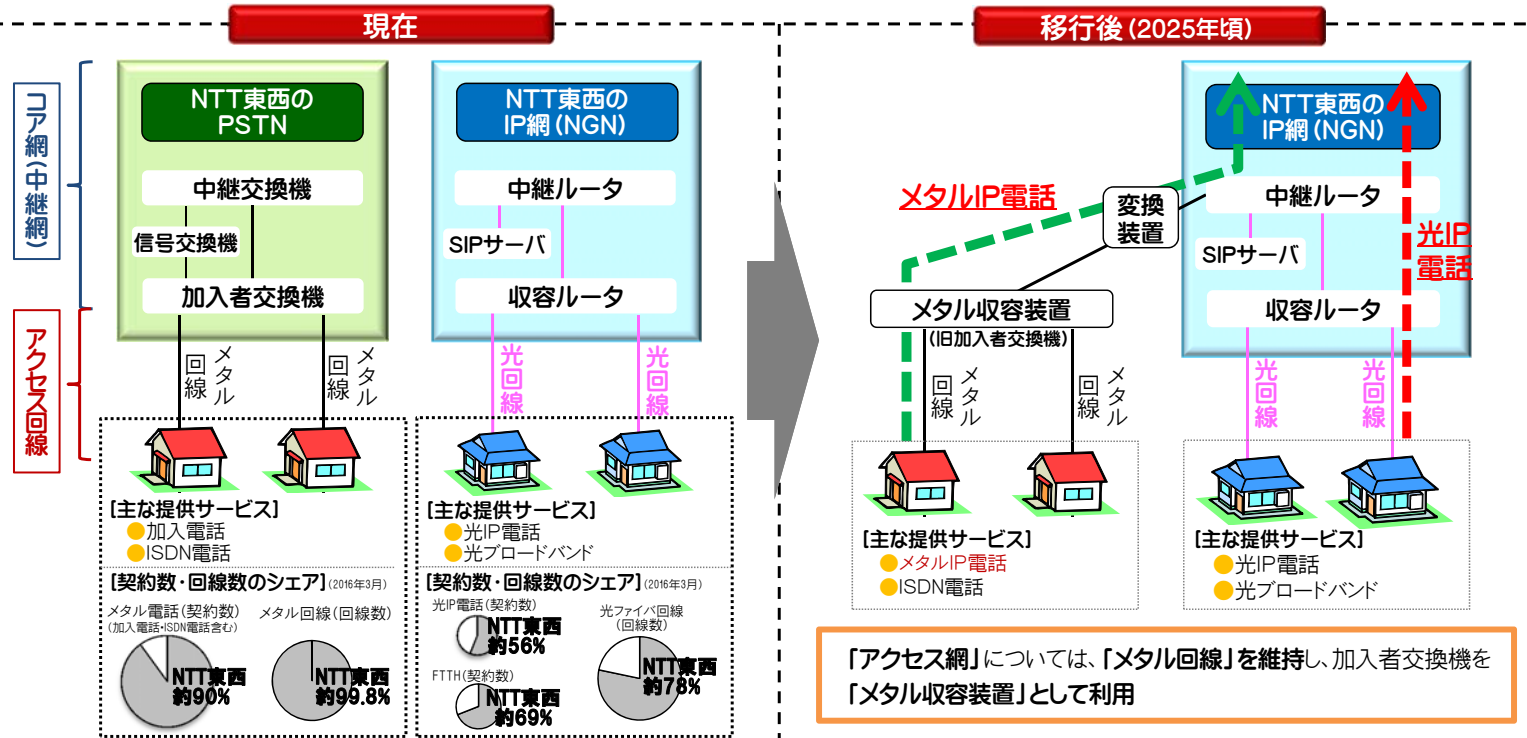 現在
コア網(中継網)
アクセス回線
NTT東西の
PSTN
中継交換機
信号交換機
加入者交換機
メタル
回線
メタル
回線
[主な提供サービス]
●加入電話
●ISDN電話
[契約数・回線数のシェア](2016年3月)
メタル電話(契約数)
(加入電話・ISDN電話含む)
NTT東西
約90%
メタル回線(回線数)
NTT東西
約99.8%
NTT東西の
IP網(NGN)
中継ルータ
SIPサーバ
収容ルータ
光回線
光回線
[主な提供サービス]
●光IP電話
●光ブロードバンド
[契約数・回線数のシェア](2016年3月)
光IP電話(契約数)
NTT東西
約56%
FTTH(契約数)
NTT東西
約69%
光ファイバ回線
(回線数)
NTT東西
約78%
移行後(2025年頃)
メタルIP電話
変換
装置
メタル収容装置
(旧加入者交換機)
メタル
回線
メタル
回線
[主な提供サービス]
●メタルIP電話
●ISDN電話
NTT東西の
IP網(NGN)
中継ルータ
SIPサーバ
収容ルータ
光IP
電話
光回線
光回線
[主な提供サービス]
●光IP電話
●光ブロードバンド
「アクセス網」については、「メタル回線」を維持し、加入者交換機を
「メタル収容装置」として利用